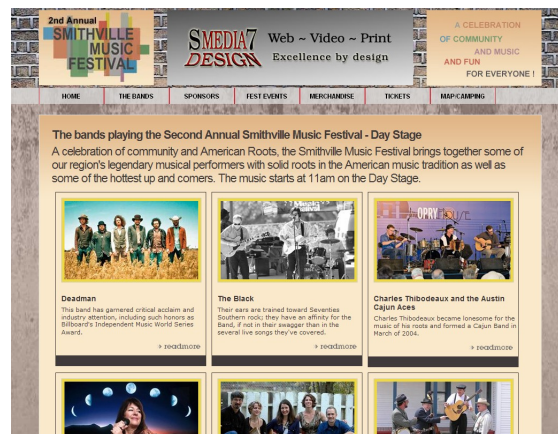 2nd Annual
SMITHVILLE
MUSIC
FESTIVAL
SMEDIA7
DESIGN
Web ~ Video ~ Print
Excellence by design
A CELEBRATION
OF COMMUNITY
AND MUSIC
AND FUN
FOR EVERYONE !
HOME THE BANDS SPONSORS FEST EVENTS MERCHANDISE TICKETS MAP/CAMPING
The bands playing the Second Annual Smithville Music Festival - Day Stage
A celebration of community and American Roots, the Smithville Music Festival brings together some of
our region's legendary musical performers with solid roots in the American music tradition as well as
some of the hottest up and comers. The music starts at 11am on the Day Stage.
Deadman
This band has garnered critical acclaim and
industry attention, including such honors as
Billboard's Independent Music World Series
Award.
readmore
The Black
Their ears are trained toward Seventies
Southern rock; they have an affinity for the
Band, if not in their swagger than in the
several live songs they've covered.
readmore
OPRY
Charles Thibodeaux and the Austin
Cajun Aces
Charles Thibodeaux became lonesome for the
music of his roots and formed a Cajun Band in
March of 2004.
readmore